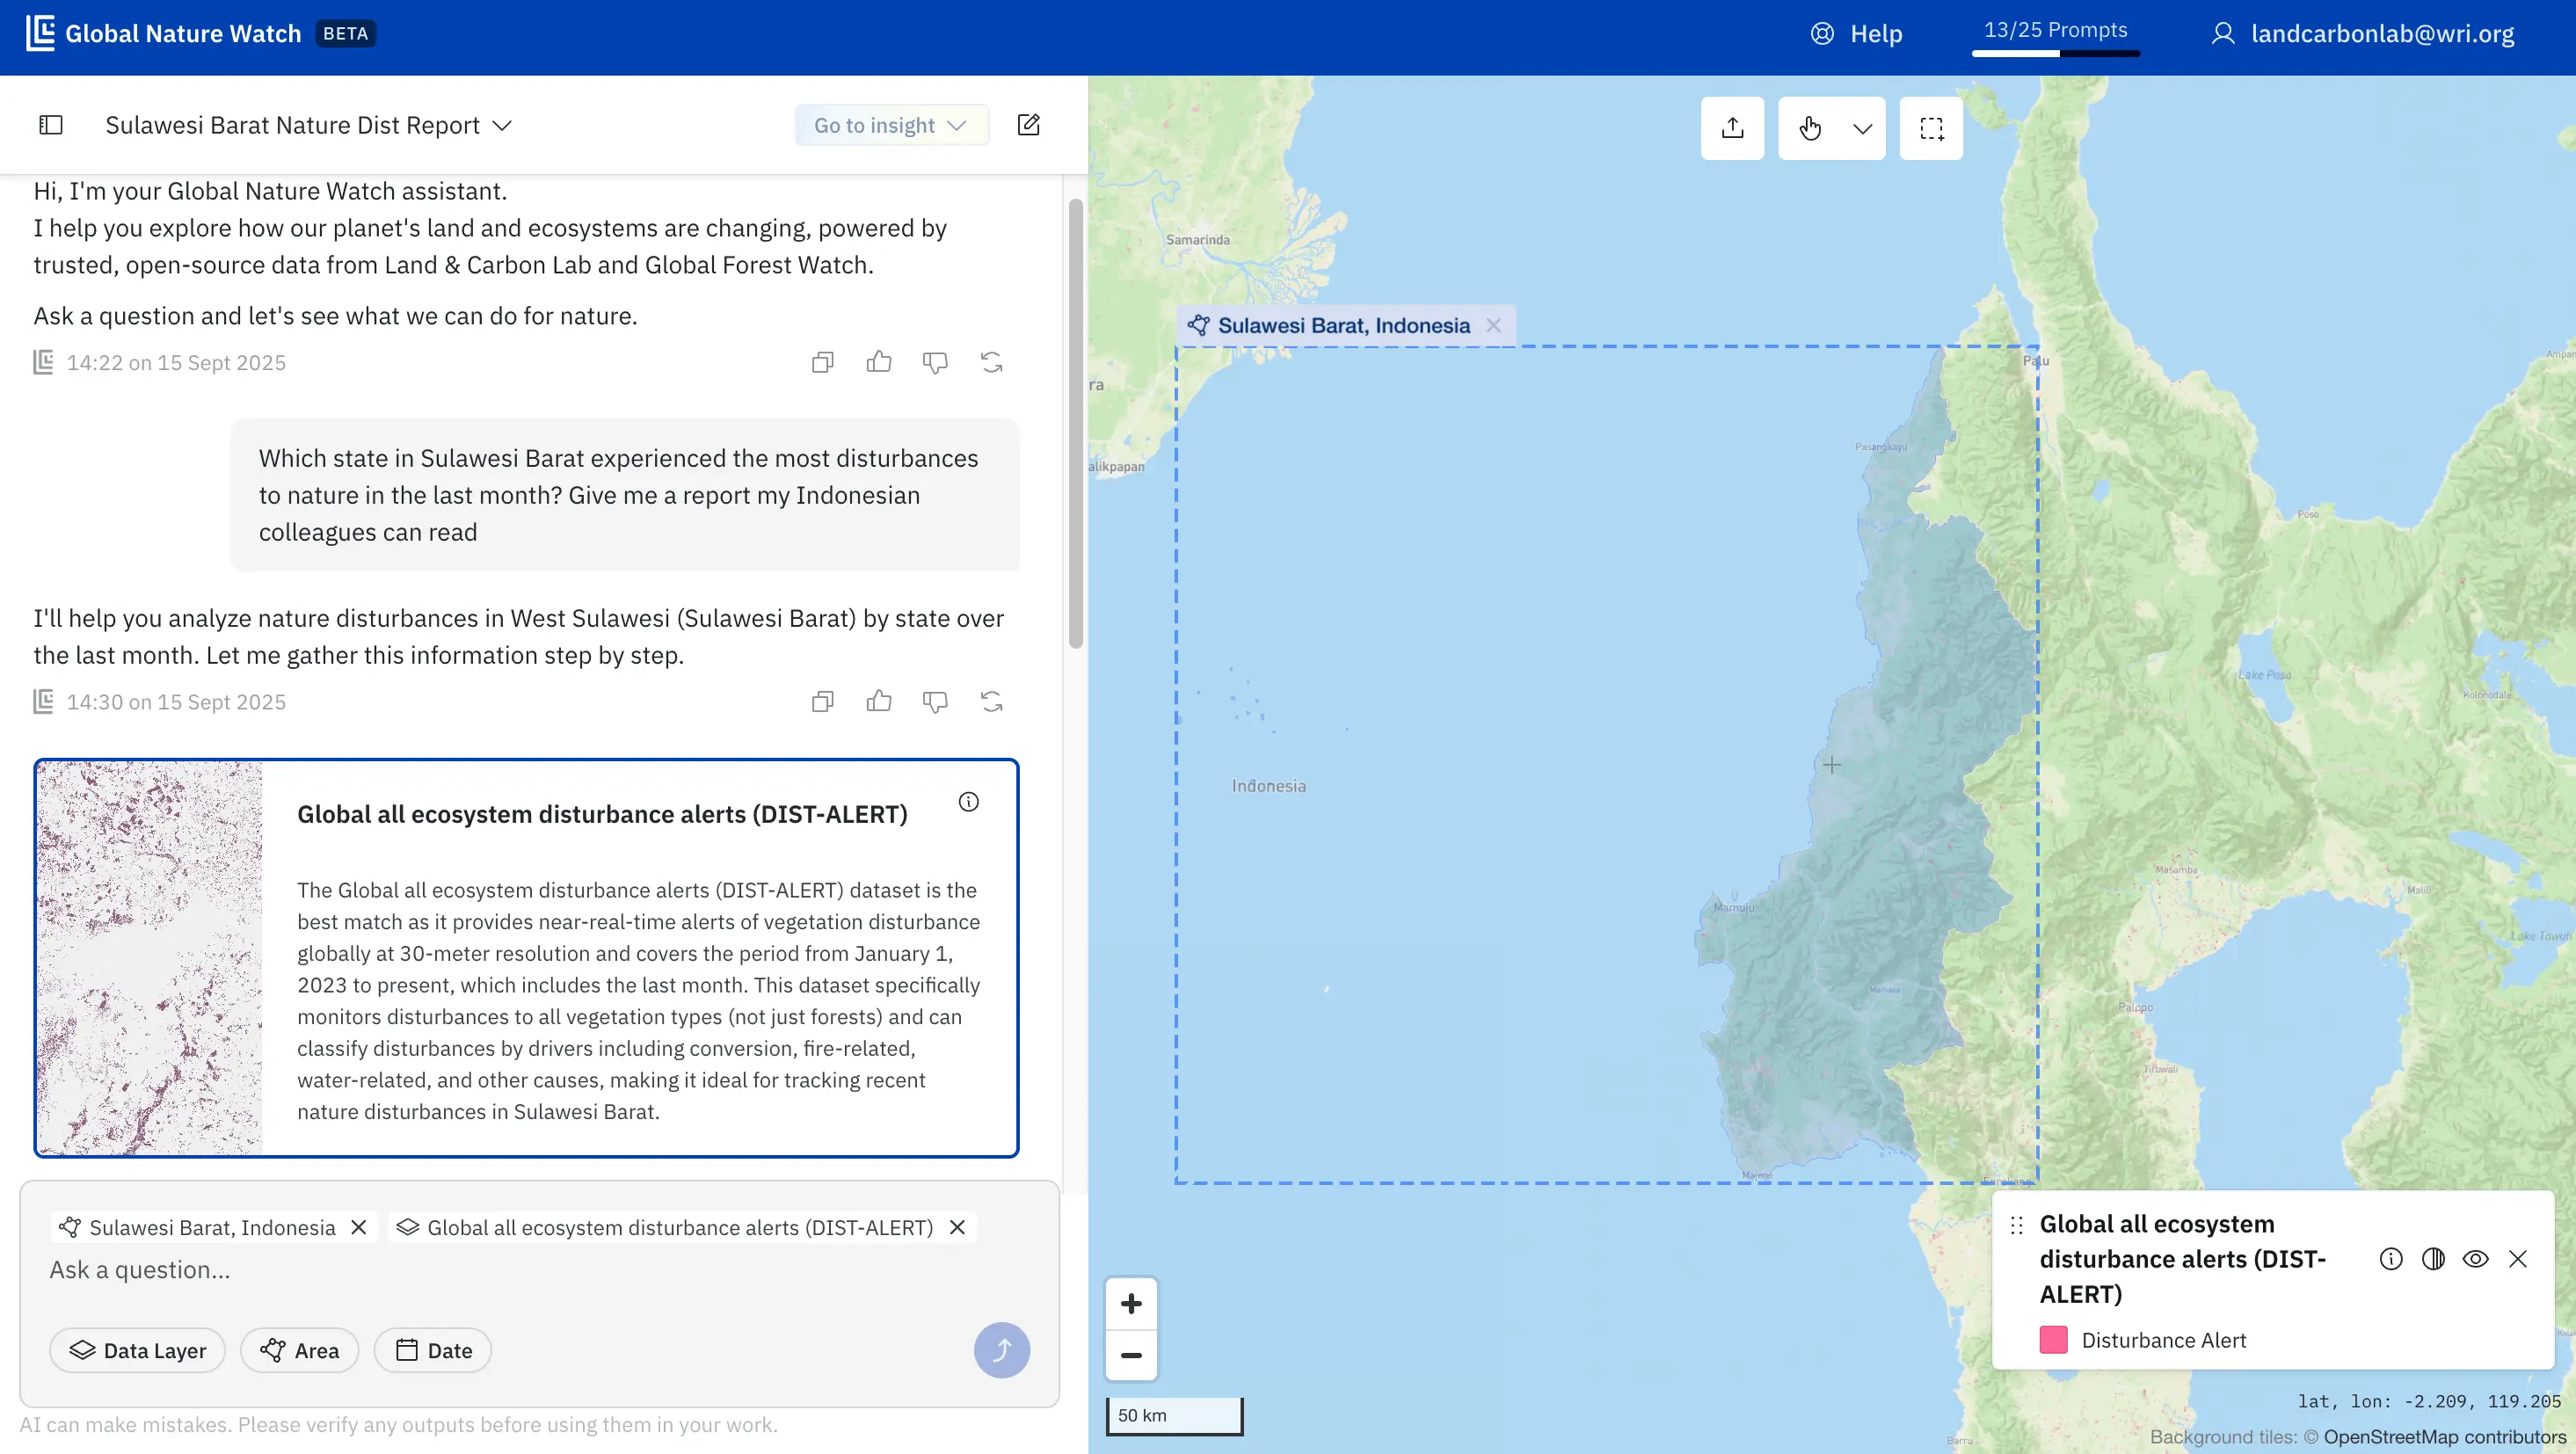 Global Nature Watch BETA
Help
13/25 Prompts
landcarbonlab@wri.org
Sulawesi Barat Nature Dist Report
Go to insight
Hi, I'm your Global Nature Watch assistant.
I help you explore how our planet's land and ecosystems are changing, powered by
trusted, open-source data from Land & Carbon Lab and Global Forest Watch.
Ask a question and let's see what we can do for nature.
14:22 on 15 Sept 2025
Which state in Sulawesi Barat experienced the most disturbances
to nature in the last month? Give me a report my Indonesian
colleagues can read
I'll help you analyze nature disturbances in West Sulawesi (Sulawesi Barat) by state over
the last month. Let me gather this information step by step.
14:30 on 15 Sept 2025
Global all ecosystem disturbance alerts (DIST-ALERT)
The Global all ecosystem disturbance alerts (DIST-ALERT) dataset is the
best match as it provides near-real-time alerts of vegetation disturbance
globally at 30-meter resolution and covers the period from January 1,
2023 to present, which includes the last month. This dataset specifically
monitors disturbances to all vegetation types (not just forests) and can
classify disturbances by drivers including conversion, fire-related,
water-related, and other causes, making it ideal for tracking recent
nature disturbances in Sulawesi Barat.
Sulawesi Barat, Indonesia
Global all ecosystem disturbance alerts (DIST-ALERT)
Ask a question...
Data Layer
Area
Date
AI can make mistakes. Please verify any outputs before using them in your work.
Samarinda
Sulawesi Barat, Indonesia
Palu
Ampan
ra
alikpapan
Pasangkayu
Poso
Lake Poso
Kolonodale
Indonesia
Masamba
Malili
Mamuju
Lake Towuti
Mamasa
Palopo
Tirowali
Majene
Global all ecosystem
disturbance alerts (DIST-
ALERT)
Disturbance Alert
50 km
lat, lon: -2.209, 119.205
Barru
Background tiles: © OpenStreetMap contributors